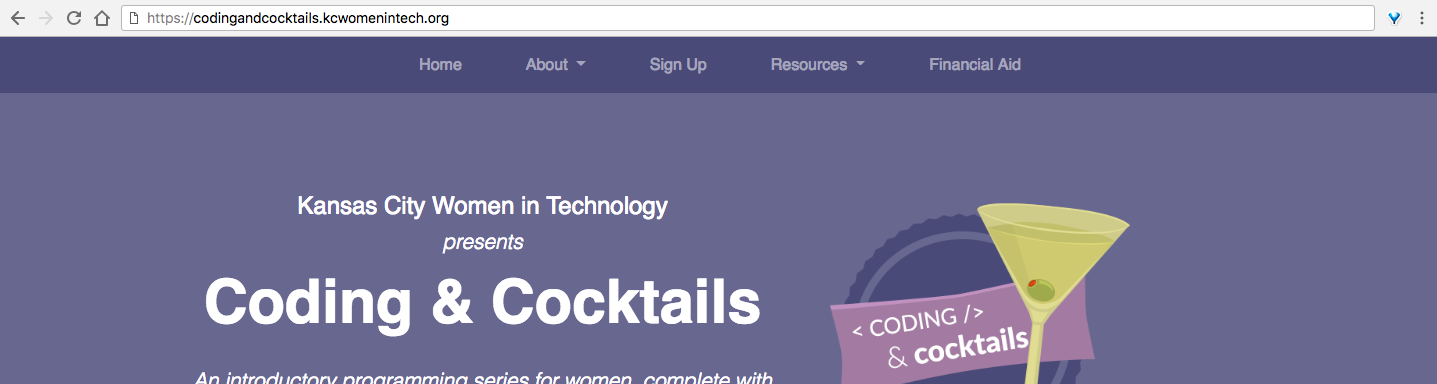 https://codingandcocktails.kcwomenintech.org
Home About Sign Up Resources Financial Aid
Kansas City Women in Technology
presents
Coding & Cocktails
An introductory programming series for women, complete with
< CODING />
& cocktails